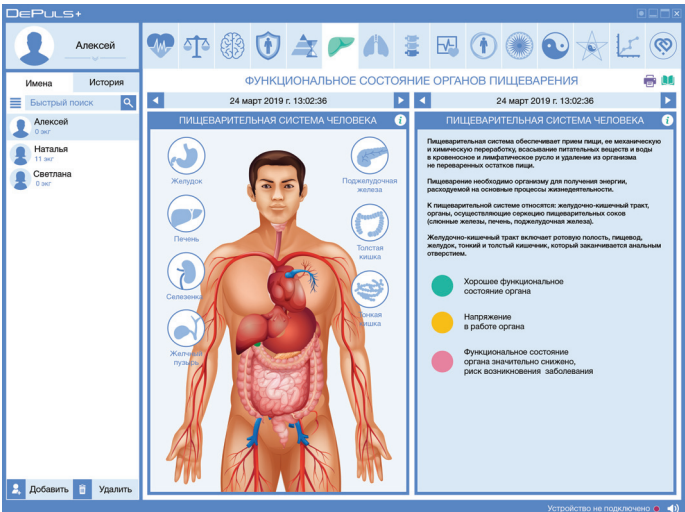 DePuls+
Алексей
Имена
История
Быстрый поиск
Алексей
0 экг
Наталья
11 экг
Светлана
0 экг
Добавить
Удалить
ФУНКЦИОНАЛЬНОЕ СОСТОЯНИЕ ОРГАНОВ ПИЩЕВАРЕНИЯ
24 март 2019 г. 13:02:36
24 март 2019 г. 13:02:36
ПИЩЕВАРИТЕЛЬНАЯ СИСТЕМА ЧЕЛОВЕКА
Желудок
Поджелудочная
железа
Печень
Толстая
кишка
Селезенка
Тонкая
кишка
Желчный
пузырь
ПИЩЕВАРИТЕЛЬНАЯ СИСТЕМА ЧЕЛОВЕКА
Пищеварительная система обеспечивает прием пищи, ее механическую
и химическую переработку, всасывание питательных веществ и воды
в кровеносное и лимфатическое русло и удаление из организма
не переваренных остатков пищи.
Пищеварение необходимо организму для получения энергии,
расходуемой на основные процессы жизнедеятельности.
К пищеварительной системе относятся: желудочно-кишечный тракт,
органы, осуществляющие серкецию пищеварительных соков
(слюнные железы, печень, поджелудочная железа).
Желудочно-кишечный тракт включает ротовую полость, пищевод,
желудок, тонкий и толстый кишечник, который заканчивается анальным
отверстием.
Хорошее функциональное
состояние органа
Напряжение
в работе органа
Функциональное состояние
органа значительно снижено,
риск возникновения заболевания
Устройство не подключено